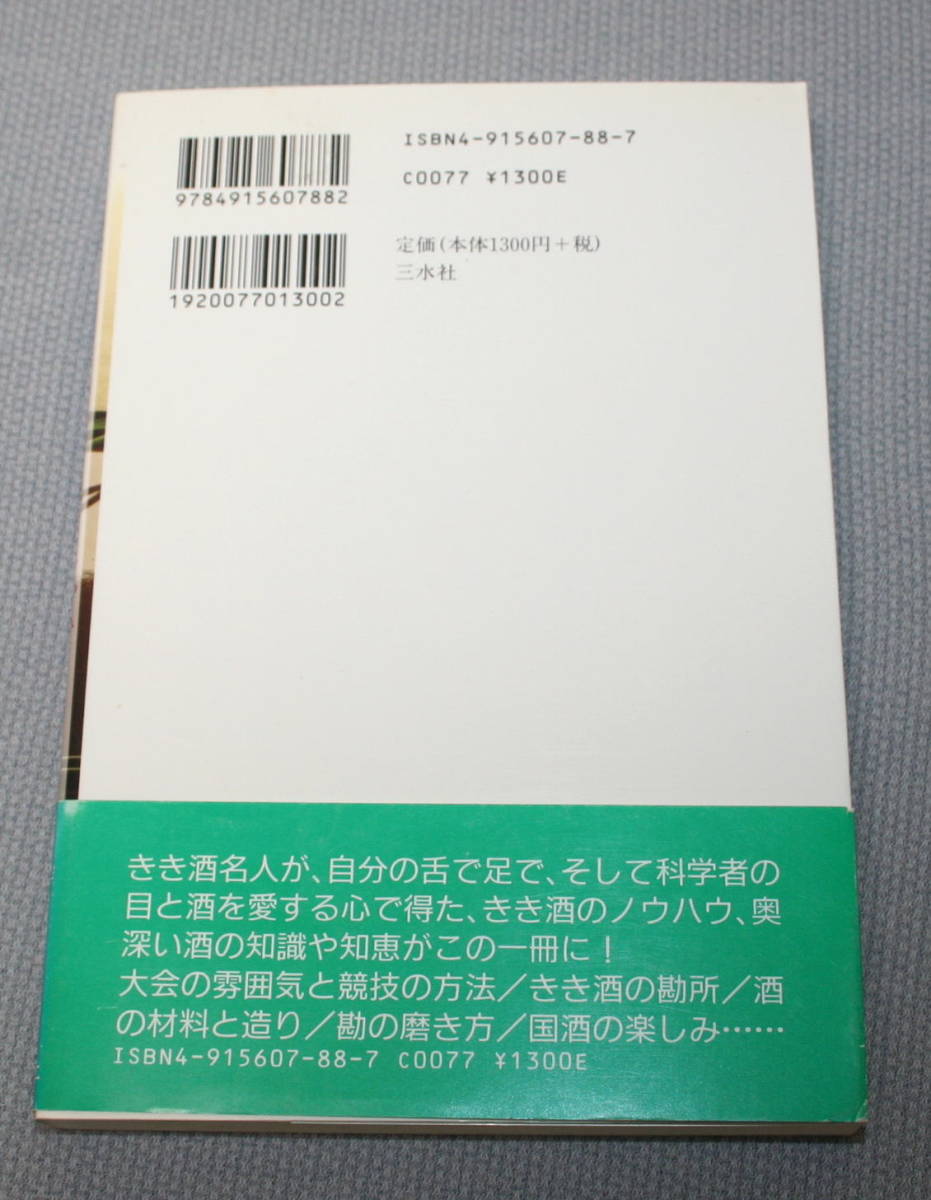 ISBN4-915607-88-7
9784915607882
C0077 ¥1300E
定価(本体1300円+税)
三水社
1920077013002
きき酒名人が、自分の舌で足で、そして科学者の
目と酒を愛する心で得た、きき酒のノウハウ、奥
深い酒の知識や知恵がこの一冊に!
大会の雰囲気と競技の方法/きき酒の勘所/酒
の材料と造り/勘の磨き方/国酒の楽しみ……
ISBN4-915607-88-7 C0077 ¥1300E